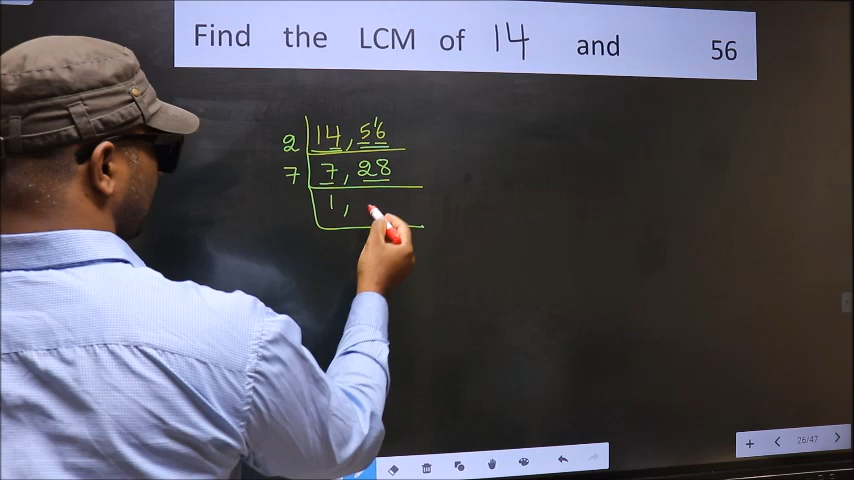 Find the LCM of 14 and 56
2 14, 56
7 7, 28
1,
26/47